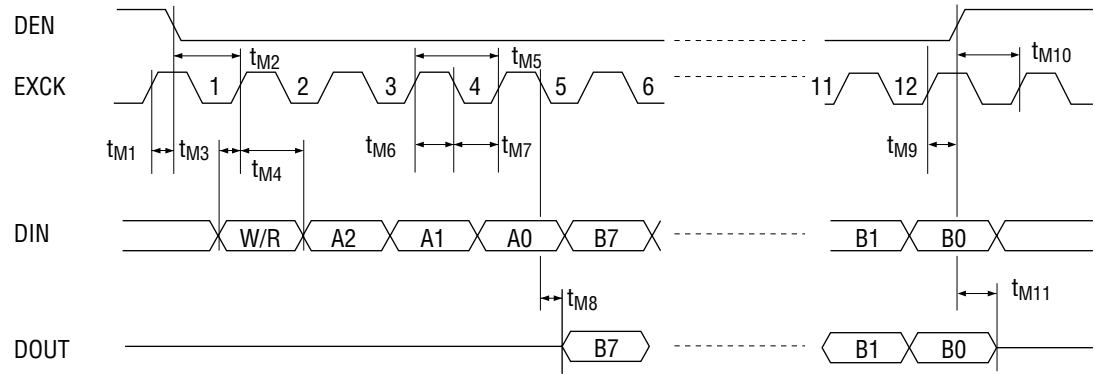 DEN
tM2 tM5 tM10
EXCK 1 2 3 4 5 6 11 12
tM1 tM3 tM4 tM6 tM7 tM9
DIN W/R A2 A1 A0 B7 B1 B0
tM8 tM11
DOUT B7 B1 B0